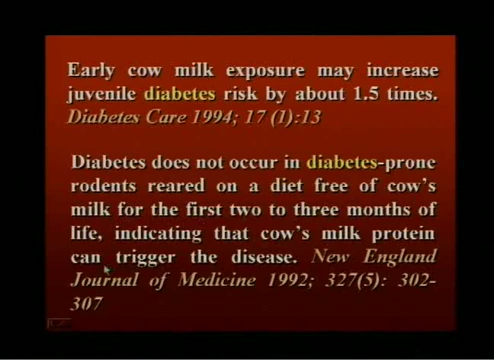 Early cow milk exposure may increase
juvenile diabetes risk by about 1.5 times.
Diabetes Care 1994; 17 (1):13
Diabetes does not occur in diabetes-prone
rodents reared on a diet free of cow's
milk for the first two to three months of
life, indicating that cow's milk protein
can trigger the disease. New England
Journal of Medicine 1992; 327(5): 302-
307